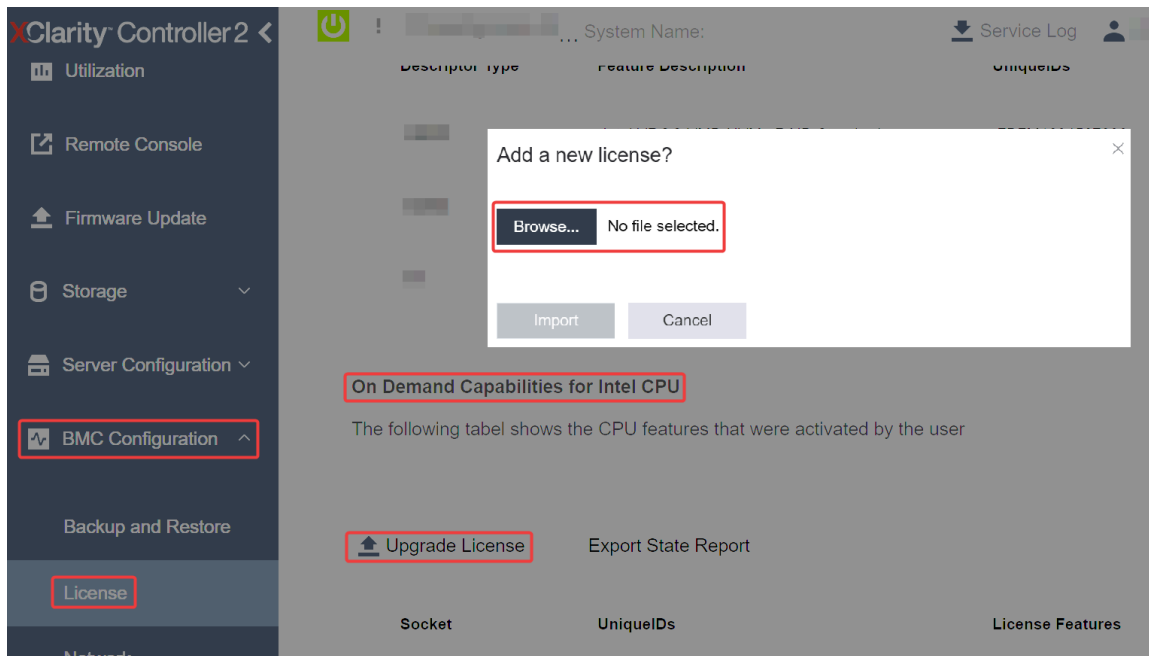 XClarity Controller 2
Utilization
Remote Console
Firmware Update
Storage
Server Configuration
BMC Configuration
Backup and Restore
License
Network
! ... System Name:
Service Log
Descriptor Type Feature Description UniqueIDs
Add a new license?
Browse... No file selected.
Import Cancel
On Demand Capabilities for Intel CPU
The following tabel shows the CPU features that were activated by the user
Upgrade License Export State Report
Socket UniqueIDs License Features